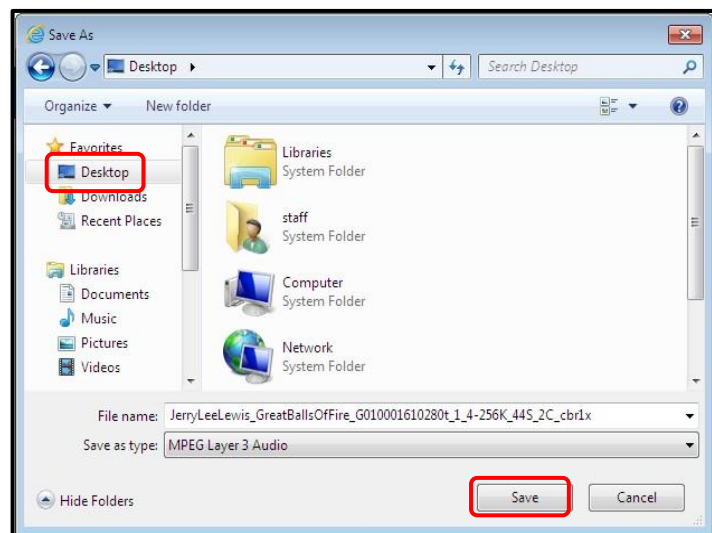 Save As
Desktop
Search Desktop
Organize
New folder
Favorites
Desktop
Downloads
Recent Places
Libraries
Documents
Music
Pictures
Videos
Libraries
System Folder
staff
System Folder
Computer
System Folder
Network
System Folder
File name: JerryLeeLewis_GreatBallsOfFire_G010001610280t_1_4-256K_44S_2C_cbr1x
Save as type: MPEG Layer 3 Audio
Hide Folders
Save
Cancel